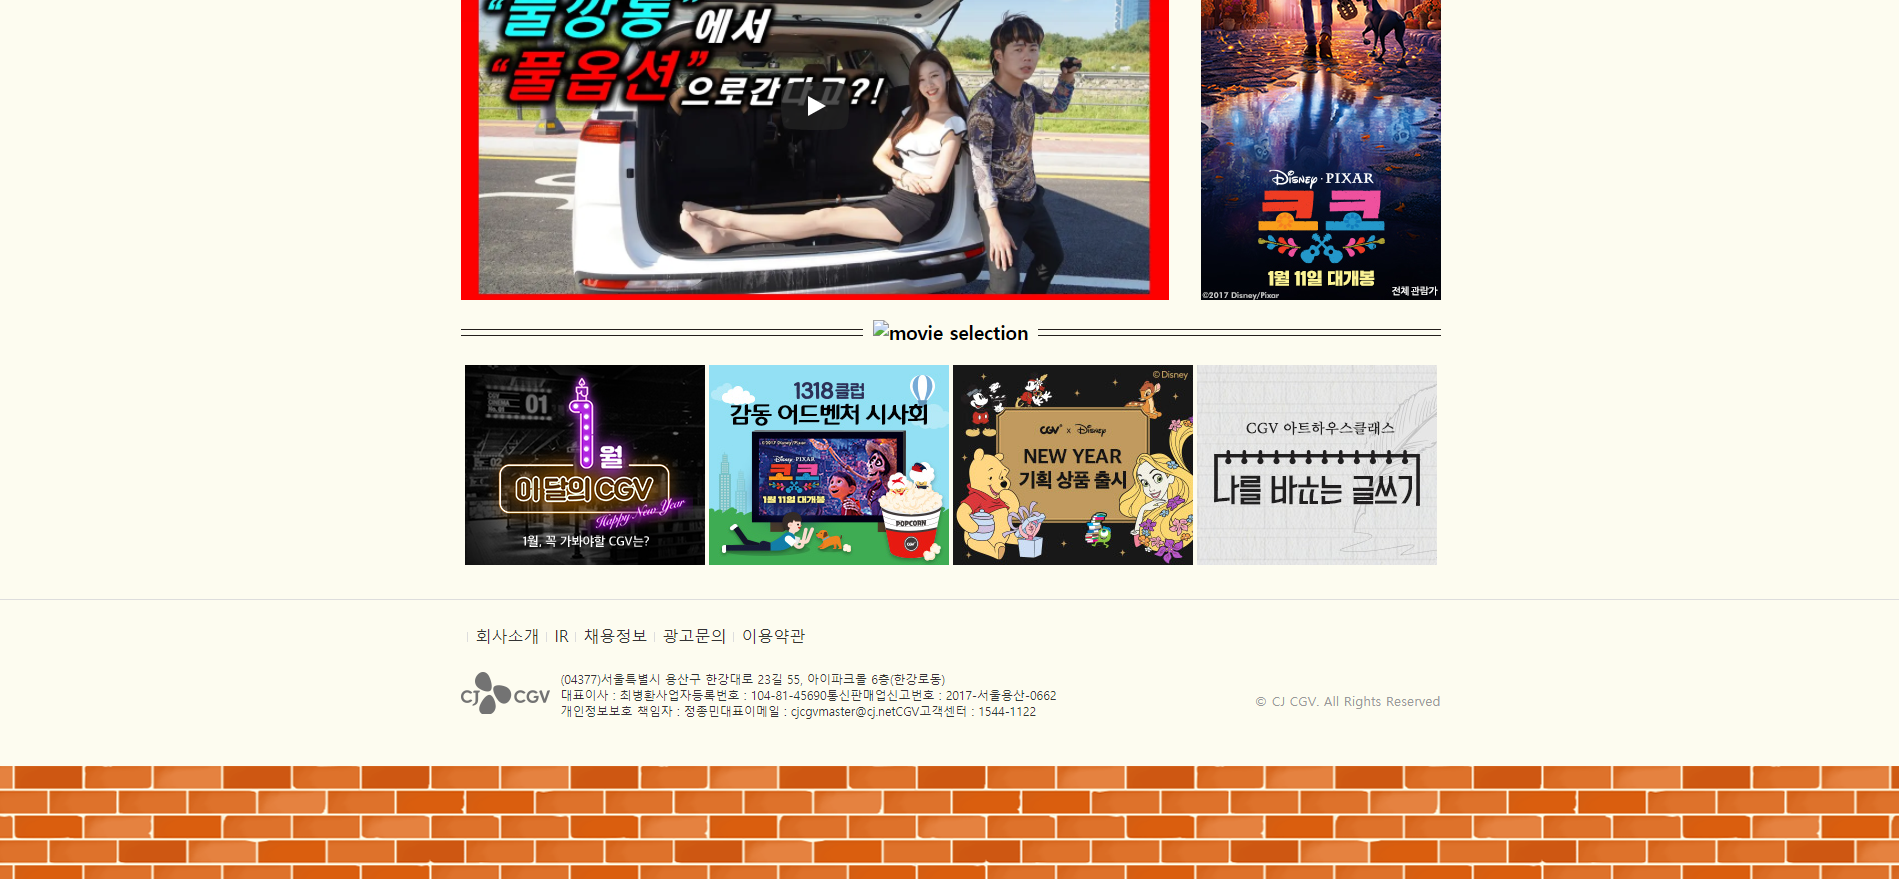 “풀깡통”에서
“풀옵션”으로간다고?!
Disney·PIXAR
코코
1월 11일 대개봉
©2017 Disney/Pixar
전체관람가
movie selection
CGV
CINEMA
01
1월
이달의 CGV
Happy New Year
1월, 꼭 가봐야할 CGV는?
1318클럽
감동 어드벤처 시사회
©2017 Disney/Pixar
Disney PIXAR
코코
1월 11일 대개봉
POPCORN
CGV
©Disney
CGV x Disney
NEW YEAR
기획 상품 출시
CGV 아트하우스클래스
나를 바꾸는 글쓰기
회사소개 IR 채용정보 광고문의 이용약관
CJ CGV
(04377)서울특별시 용산구 한강대로 23길 55, 아이파크몰 6층(한강로동)
대표이사 : 최병환사업자등록번호 : 104-81-45690통신판매업신고번호 : 2017-서울용산-0662
개인정보보호 책임자 : 정종민대표이메일 : cjcgvmaster@cj.netCGV고객센터 : 1544-1122
© CJ CGV. All Rights Reserved